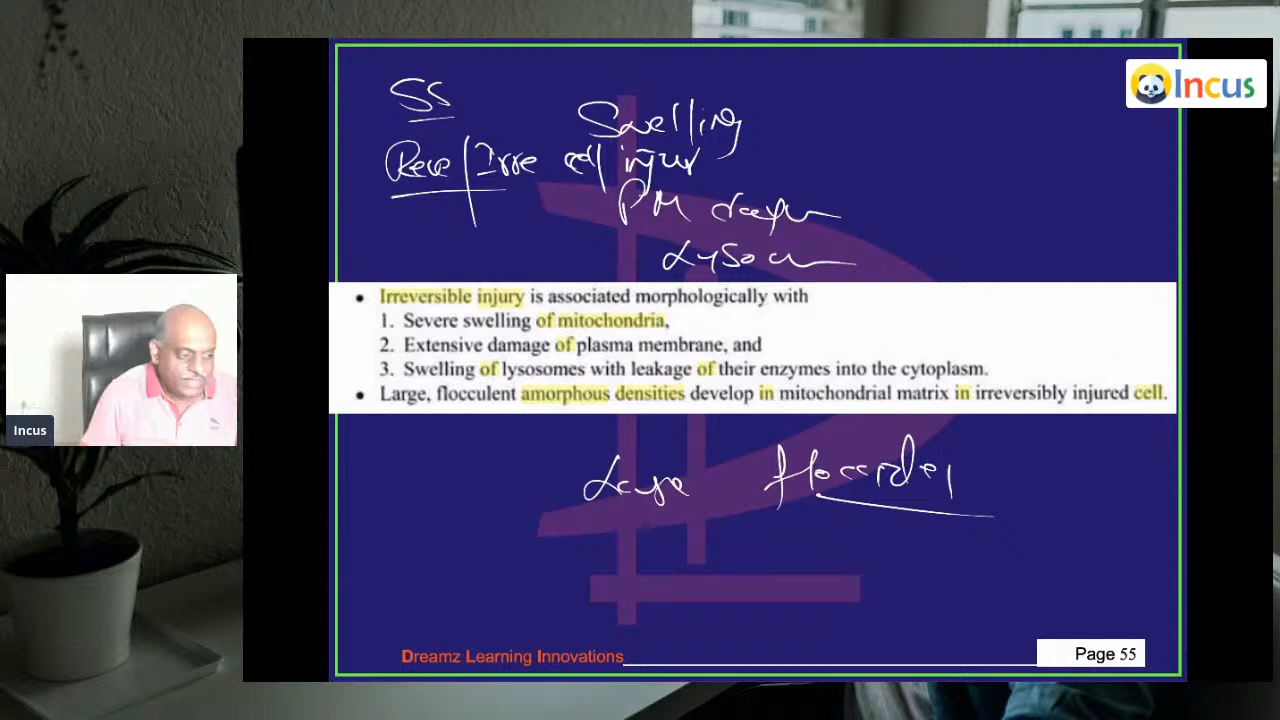 SS
Swelling
Reve/Irre cell injur
PM
Lyso
Irreversible injury is associated morphologically with
1. Severe swelling of mitochondria,
2. Extensive damage of plasma membrane, and
3. Swelling of lysosomes with leakage of their enzymes into the cytoplasm.
Large, flocculent amorphous densities develop in mitochondrial matrix in irreversibly injured cell.
Large
Dreamz Learning Innovations
Page 55
Incus
Incus